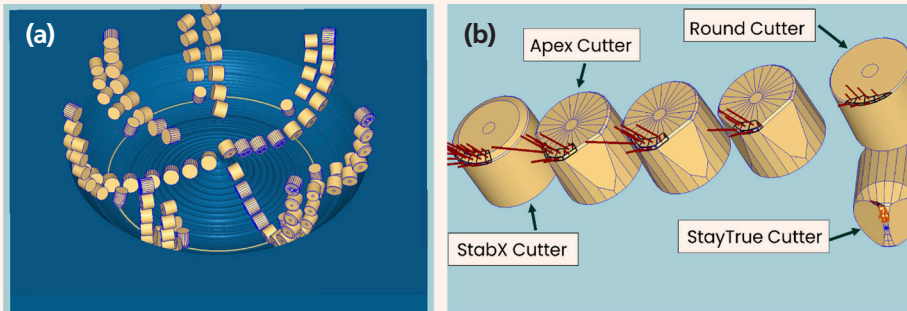 (a)
(b)
Apex Cutter
Round Cutter
StabX Cutter
StayTrue Cutter